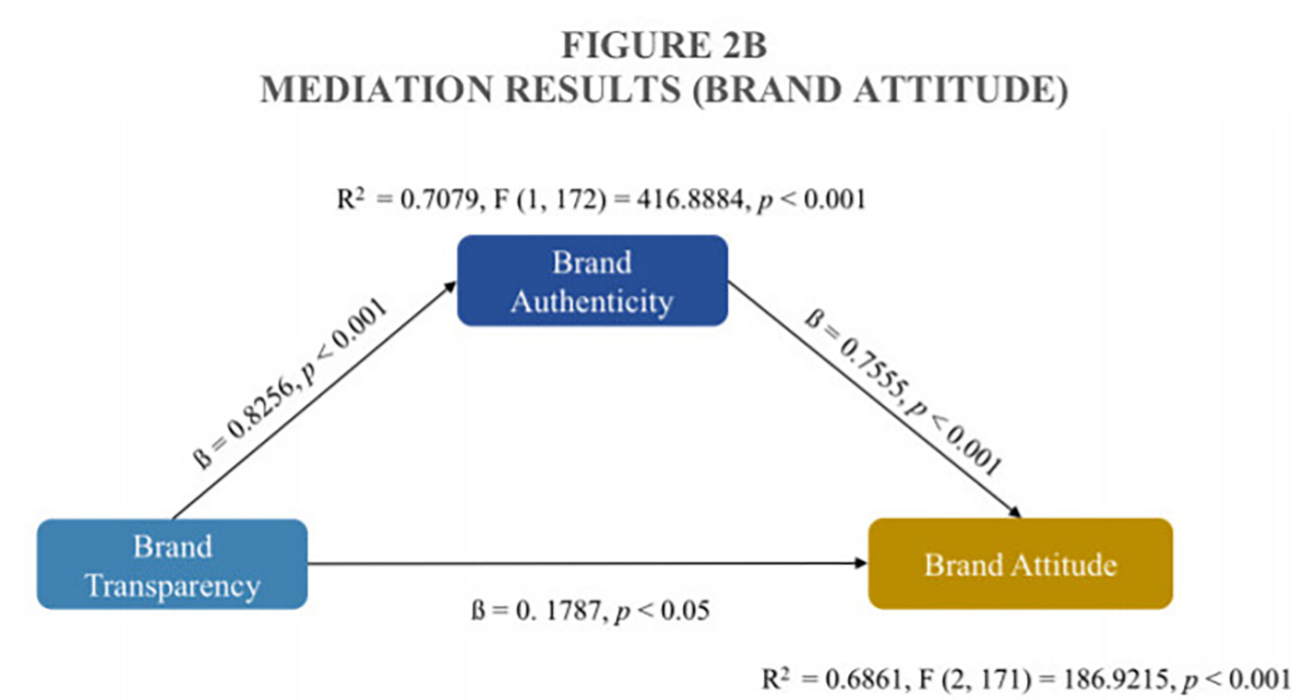 FIGURE 2B
MEDIATION RESULTS (BRAND ATTITUDE)
R² = 0.7079, F (1, 172) = 416.8884, p < 0.001
Brand
Authenticity
ß = 0.8256, p < 0.001
ß = 0.7555, p < 0.001
Brand
Transparency
Brand Attitude
ß = 0. 1787, p < 0.05
R² = 0.6861, F (2, 171) = 186.9215, p < 0.001